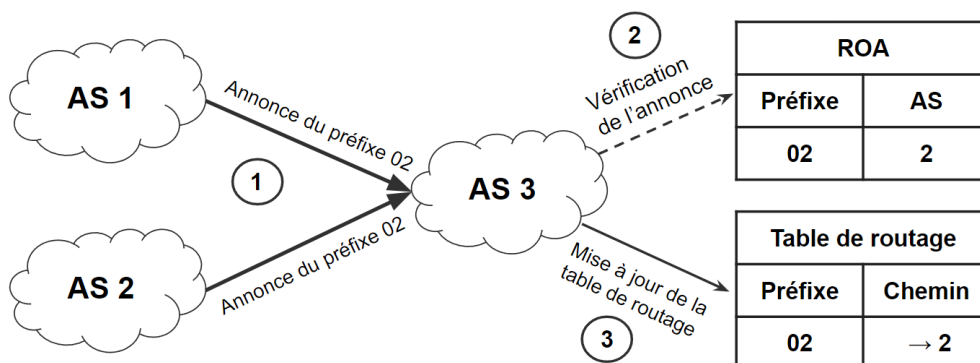 AS 1
Annonce du préfixe 02
1
AS 2
Annonce du préfixe 02
AS 3
2
Vérification
de l'annonce
ROA
Préfixe AS
02 2
Mise à jour de la
table de routage
3
Table de routage
Préfixe Chemin
02 → 2